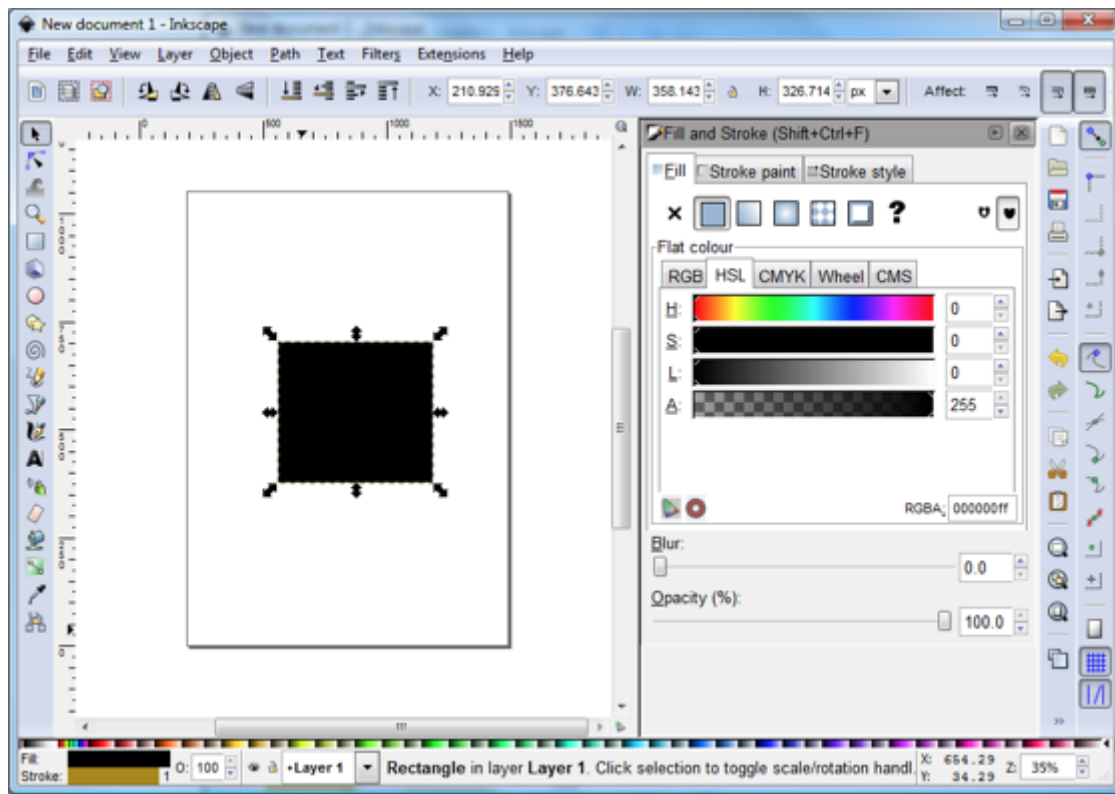 New document 1 - Inkscape
File Edit View Layer Object Path Text Filters Extensions Help
X: 210.929 Y: 376.643 W: 358.143 H: 326.714 px Affect:
Fill and Stroke (Shift+Ctrl+F)
Fill Stroke paint Stroke style
?
Flat colour
RGB HSL CMYK Wheel CMS
H: 0
S: 0
L: 0
A: 255
RGBA: 000000ff
Blur:
0.0
Opacity (%):
100.0
0 500 1000 1500
Fill:
Stroke: 1 O: 100 •Layer 1 Rectangle in layer Layer 1. Click selection to toggle scale/rotation handl. X: 654.29 Y: 34.29 Z: 35%